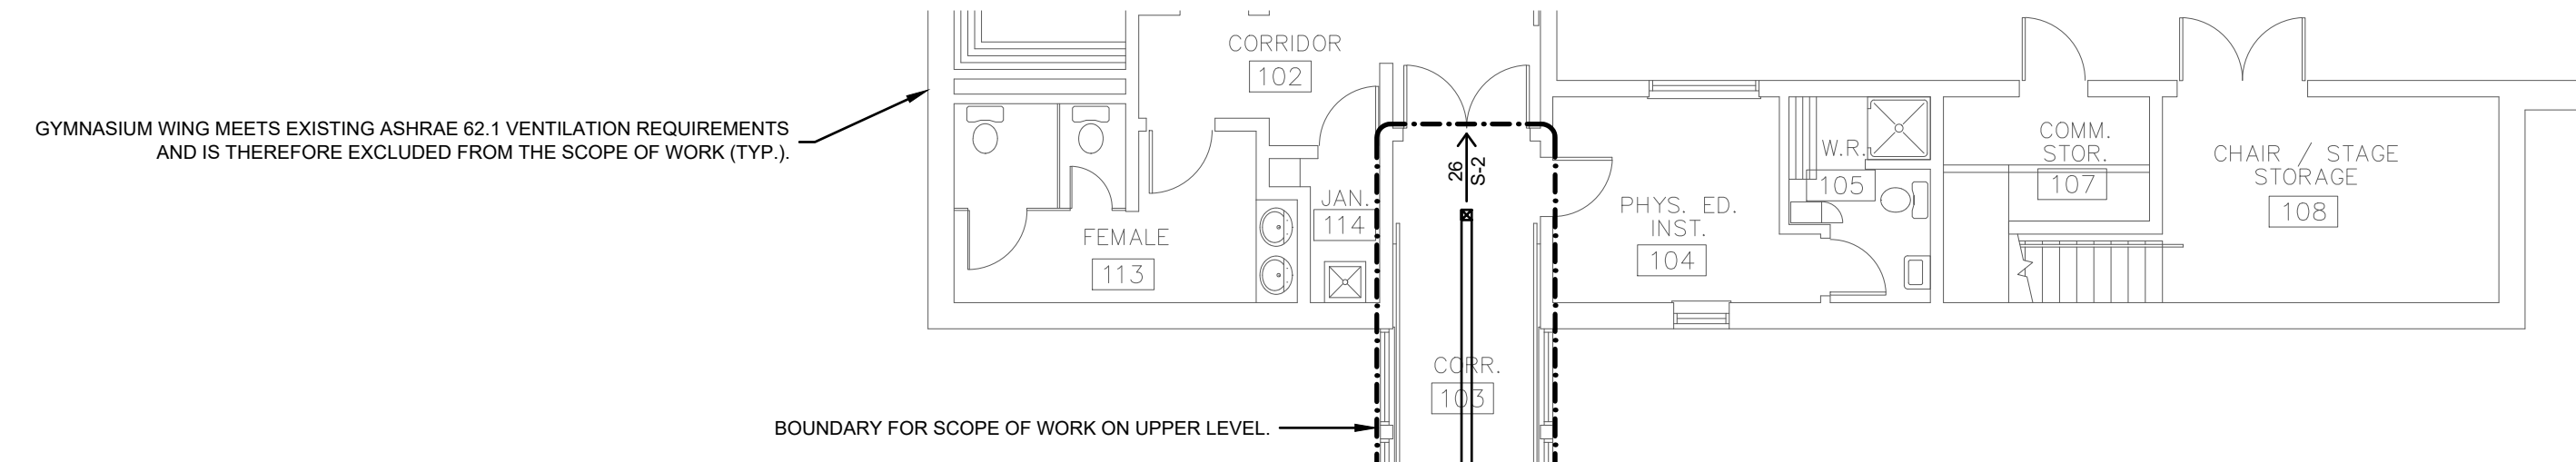 CORRIDOR
102
GYMNASIUM WING MEETS EXISTING ASHRAE 62.1 VENTILATION REQUIREMENTS
AND IS THEREFORE EXCLUDED FROM THE SCOPE OF WORK (TYP.).
26
S-2
W.R.
105
COMM.
STOR.
107
CHAIR / STAGE
STORAGE
108
JAN.
114
PHYS. ED.
INST.
104
FEMALE
113
CORR.
103
BOUNDARY FOR SCOPE OF WORK ON UPPER LEVEL.